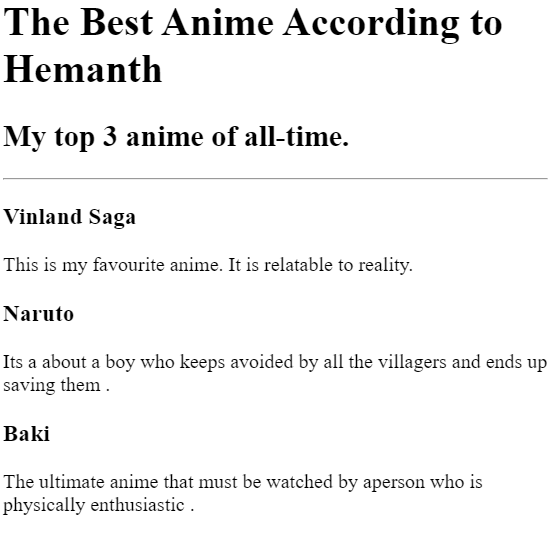 The Best Anime According to
Hemanth
My top 3 anime of all-time.
Vinland Saga
This is my favourite anime. It is relatable to reality.
Naruto
Its a about a boy who keeps avoided by all the villagers and ends up
saving them .
Baki
The ultimate anime that must be watched by aperson who is
physically enthusiastic .